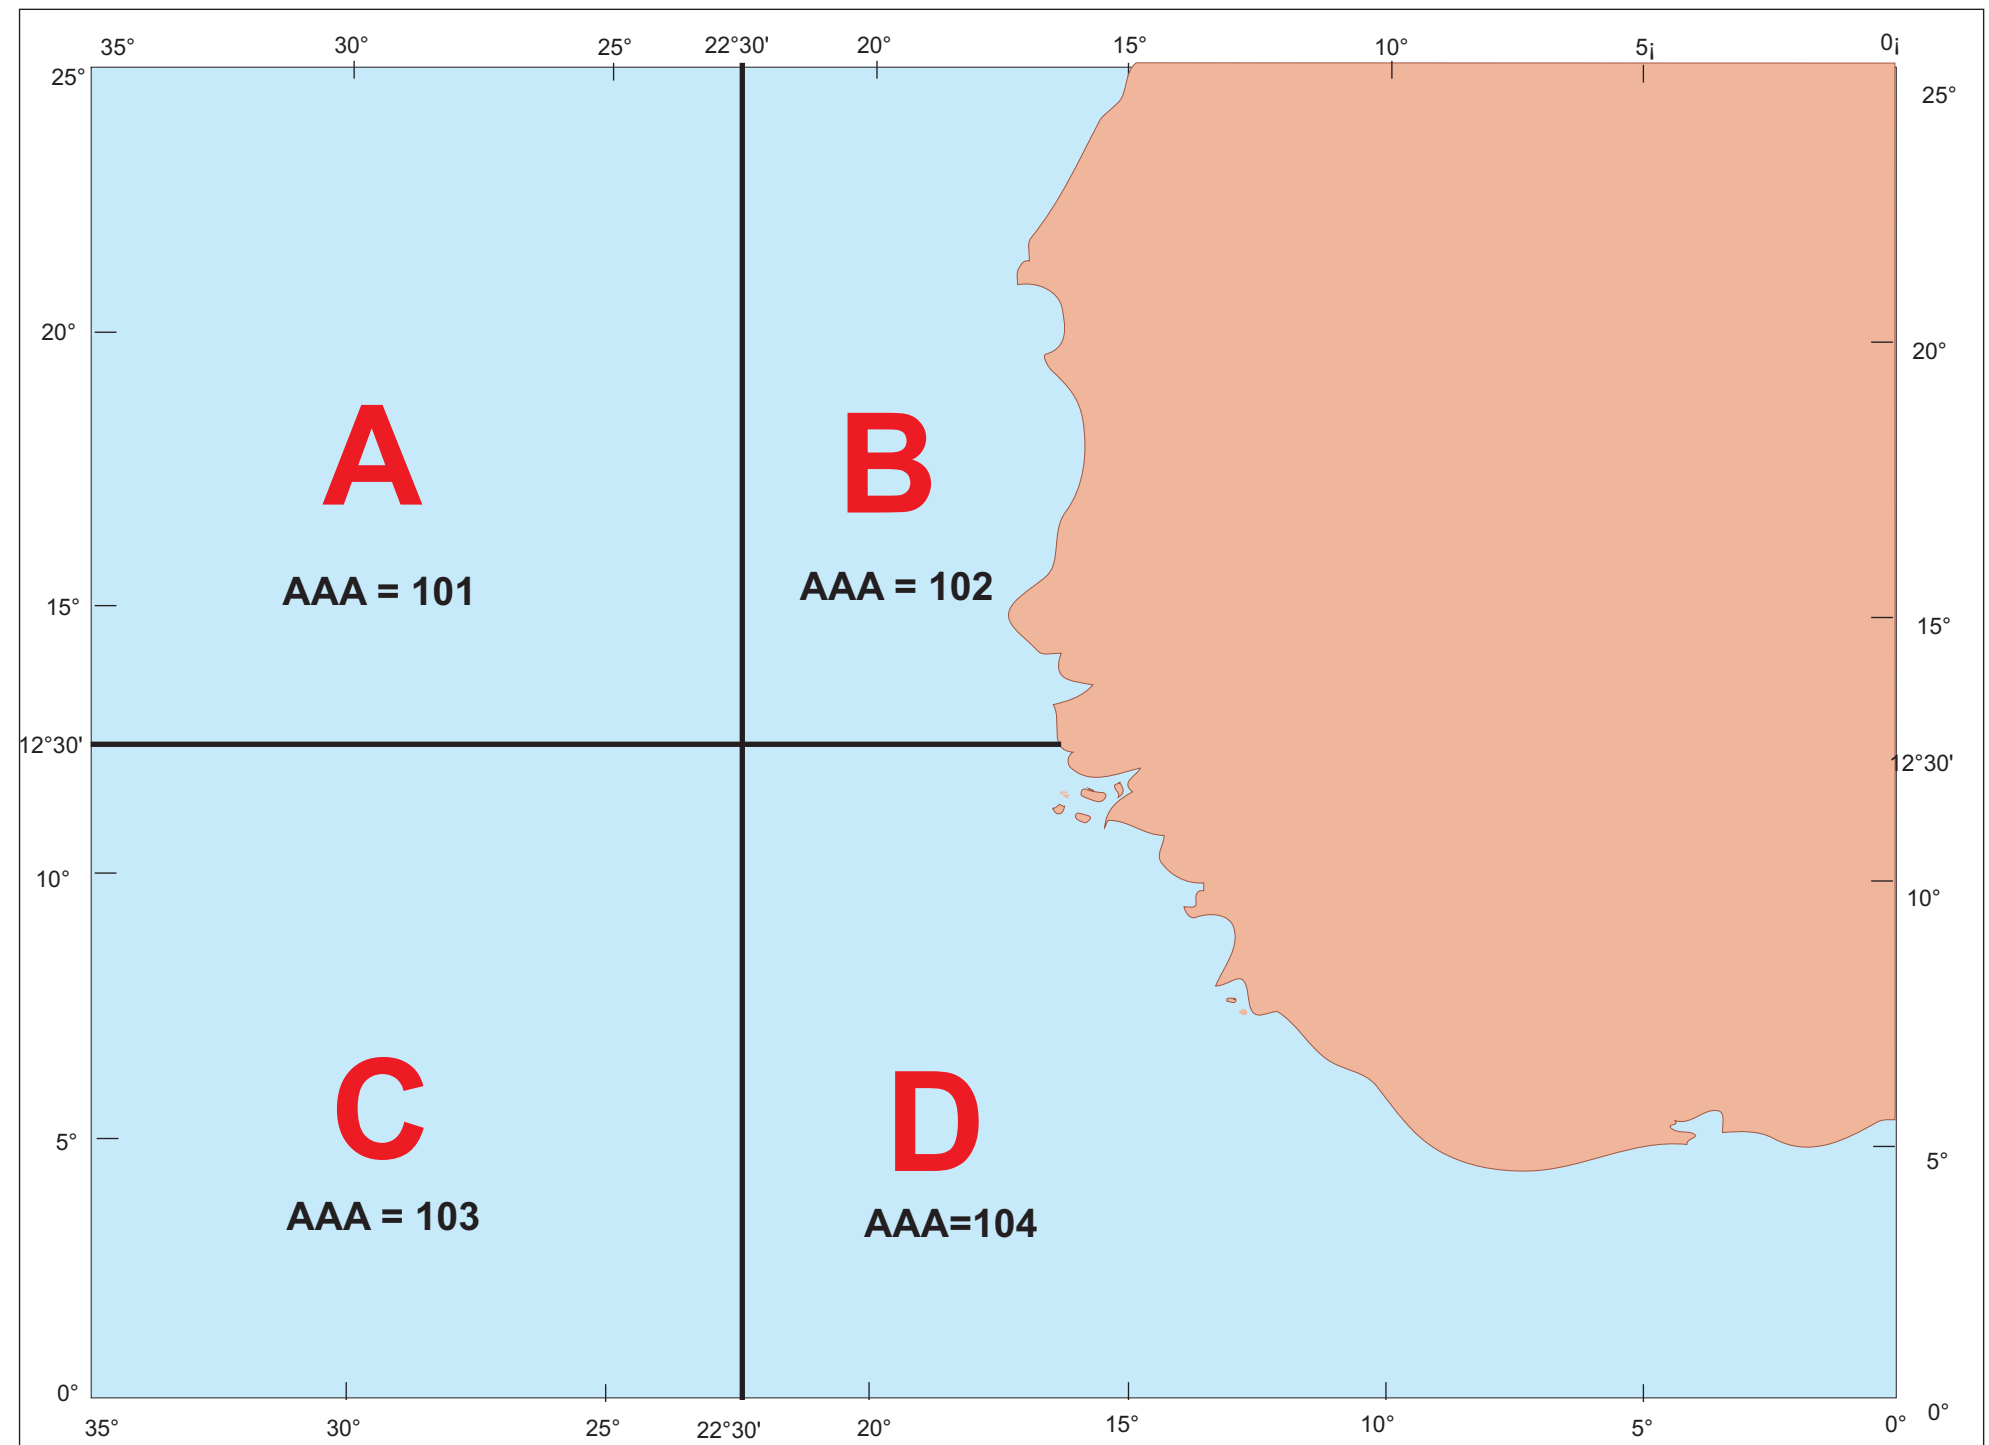 35° 30° 25° 22°30' 20° 15° 10° 5¡ 0¡
25° 25°
20° 20°
A B
AAA = 101 AAA = 102
15° 15°
12°30' 12°30'
10° 10°
C D
5° 5°
AAA = 103 AAA=104
0° 0°
35° 30° 25° 22°30' 20° 15° 10° 5° 0°